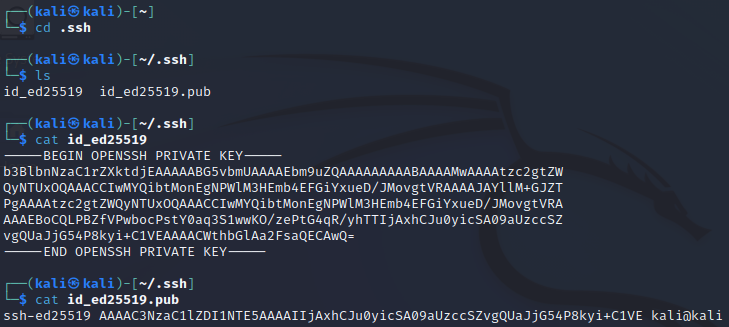 (kali㉿kali)-[~]
$ cd .ssh
(kali㉿kali)-[~/.ssh]
$ ls
id_ed25519 id_ed25519.pub
(kali㉿kali)-[~/.ssh]
$ cat id_ed25519
-----BEGIN OPENSSH PRIVATE KEY-----
b3BlbnNzaC1rZXktdjEAAAAABG5vbmUAAAAEbm9uZQAAAAAAAAABAAAAMwAAAAtzc2gtZW
QyNTUxOQAAACCIwMYQibtMonEgNPWlM3HEmb4EFGiYxueD/JMovgtVRAAAAJAYllM+GJZT
PgAAAAtzc2gtZWQyNTUxOQAAACCIwMYQibtMonEgNPWlM3HEmb4EFGiYxueD/JMovgtVRA
AAAEBoCQLPBZfVPwbocPstY0aq3S1wwKO/zePtG4qR/yhTTIjAxhCJu0yicSA09aUzccSZ
vgQUaJjG54P8kyi+C1VEAAAACWthbGlAa2FsaQECAwQ=
-----END OPENSSH PRIVATE KEY-----
(kali㉿kali)-[~/.ssh]
$ cat id_ed25519.pub
ssh-ed25519 AAAAC3NzaC1lZDI1NTE5AAAAIIjAxhCJu0yicSA09aUzccSZvgQUaJjG54P8kyi+C1VE kali@kali